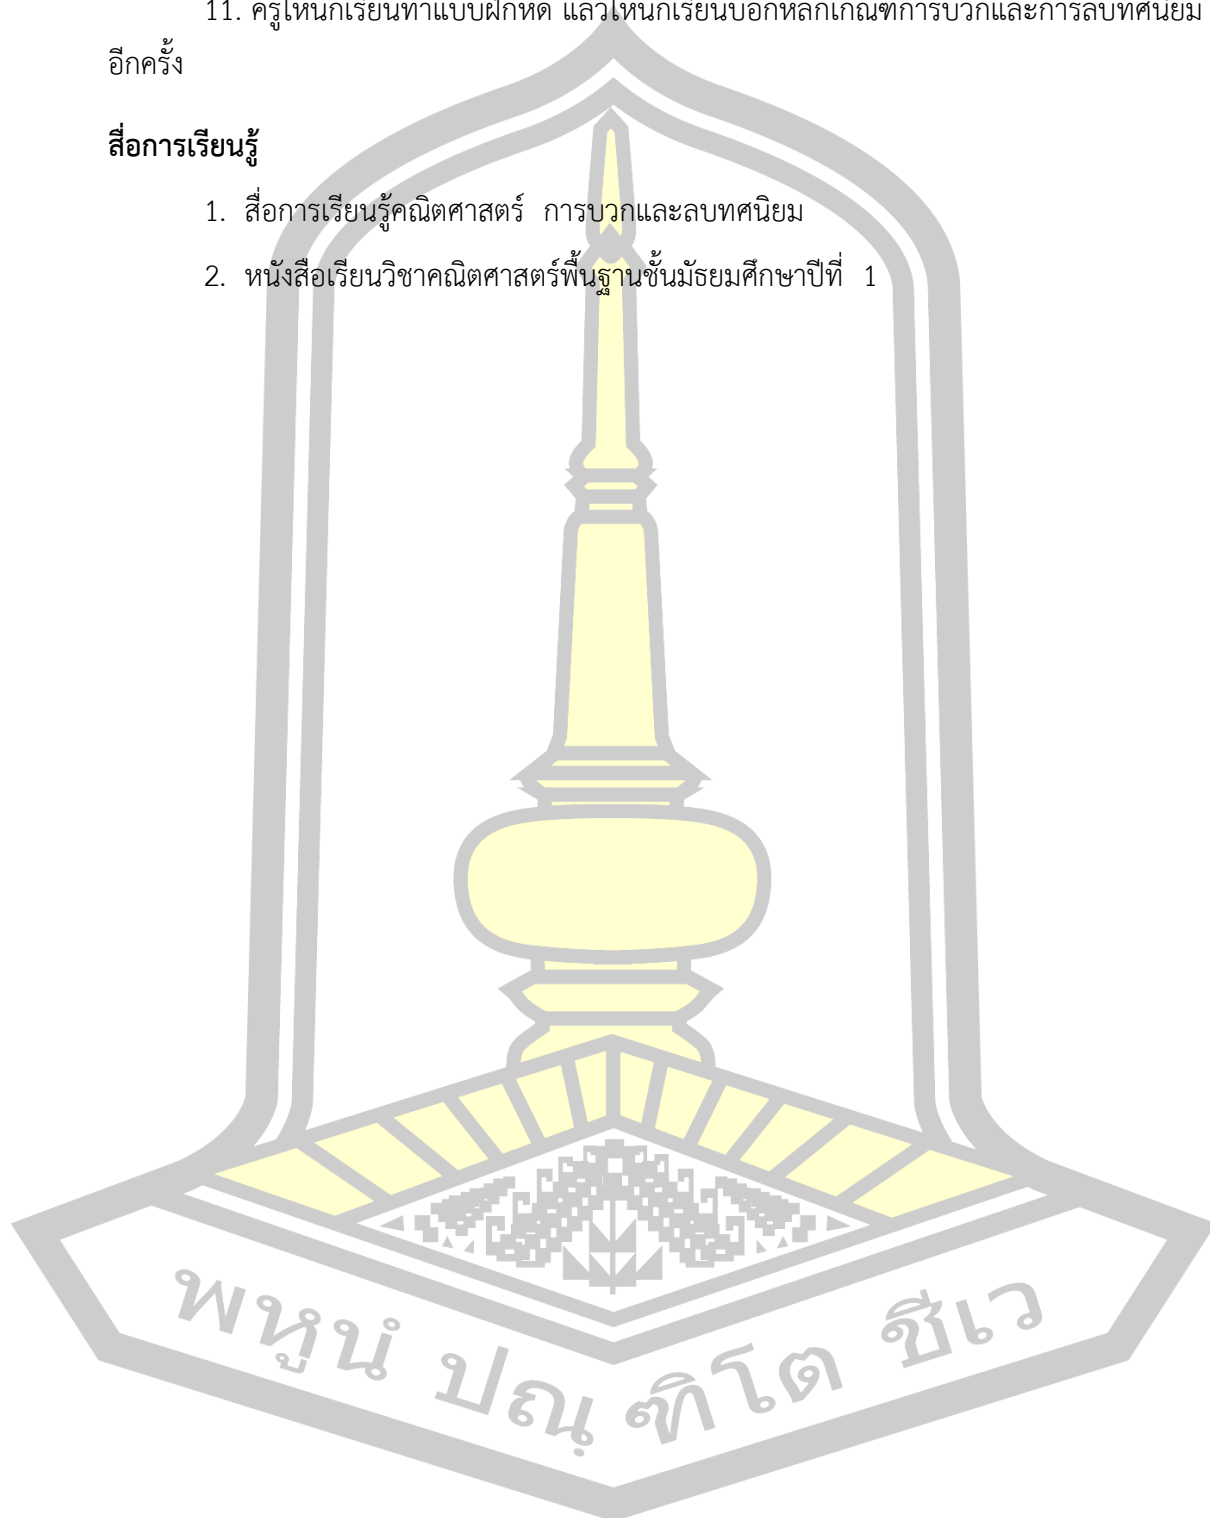 11. ครูให้นักเรียนทำแบบฝึกหัด แล้วให้นักเรียนบอกหลักเกณฑ์การบวกและการลบทศนิยม
อีกครั้ง
สื่อการเรียนรู้
1. สื่อการเรียนรู้คณิตศาสตร์ การบวกและลบทศนิยม
2. หนังสือเรียนวิชาคณิตศาสตร์พื้นฐานชั้นมัธยมศึกษาปีที่ 1
พหูนํ ปณฺฑิโต ชีเว